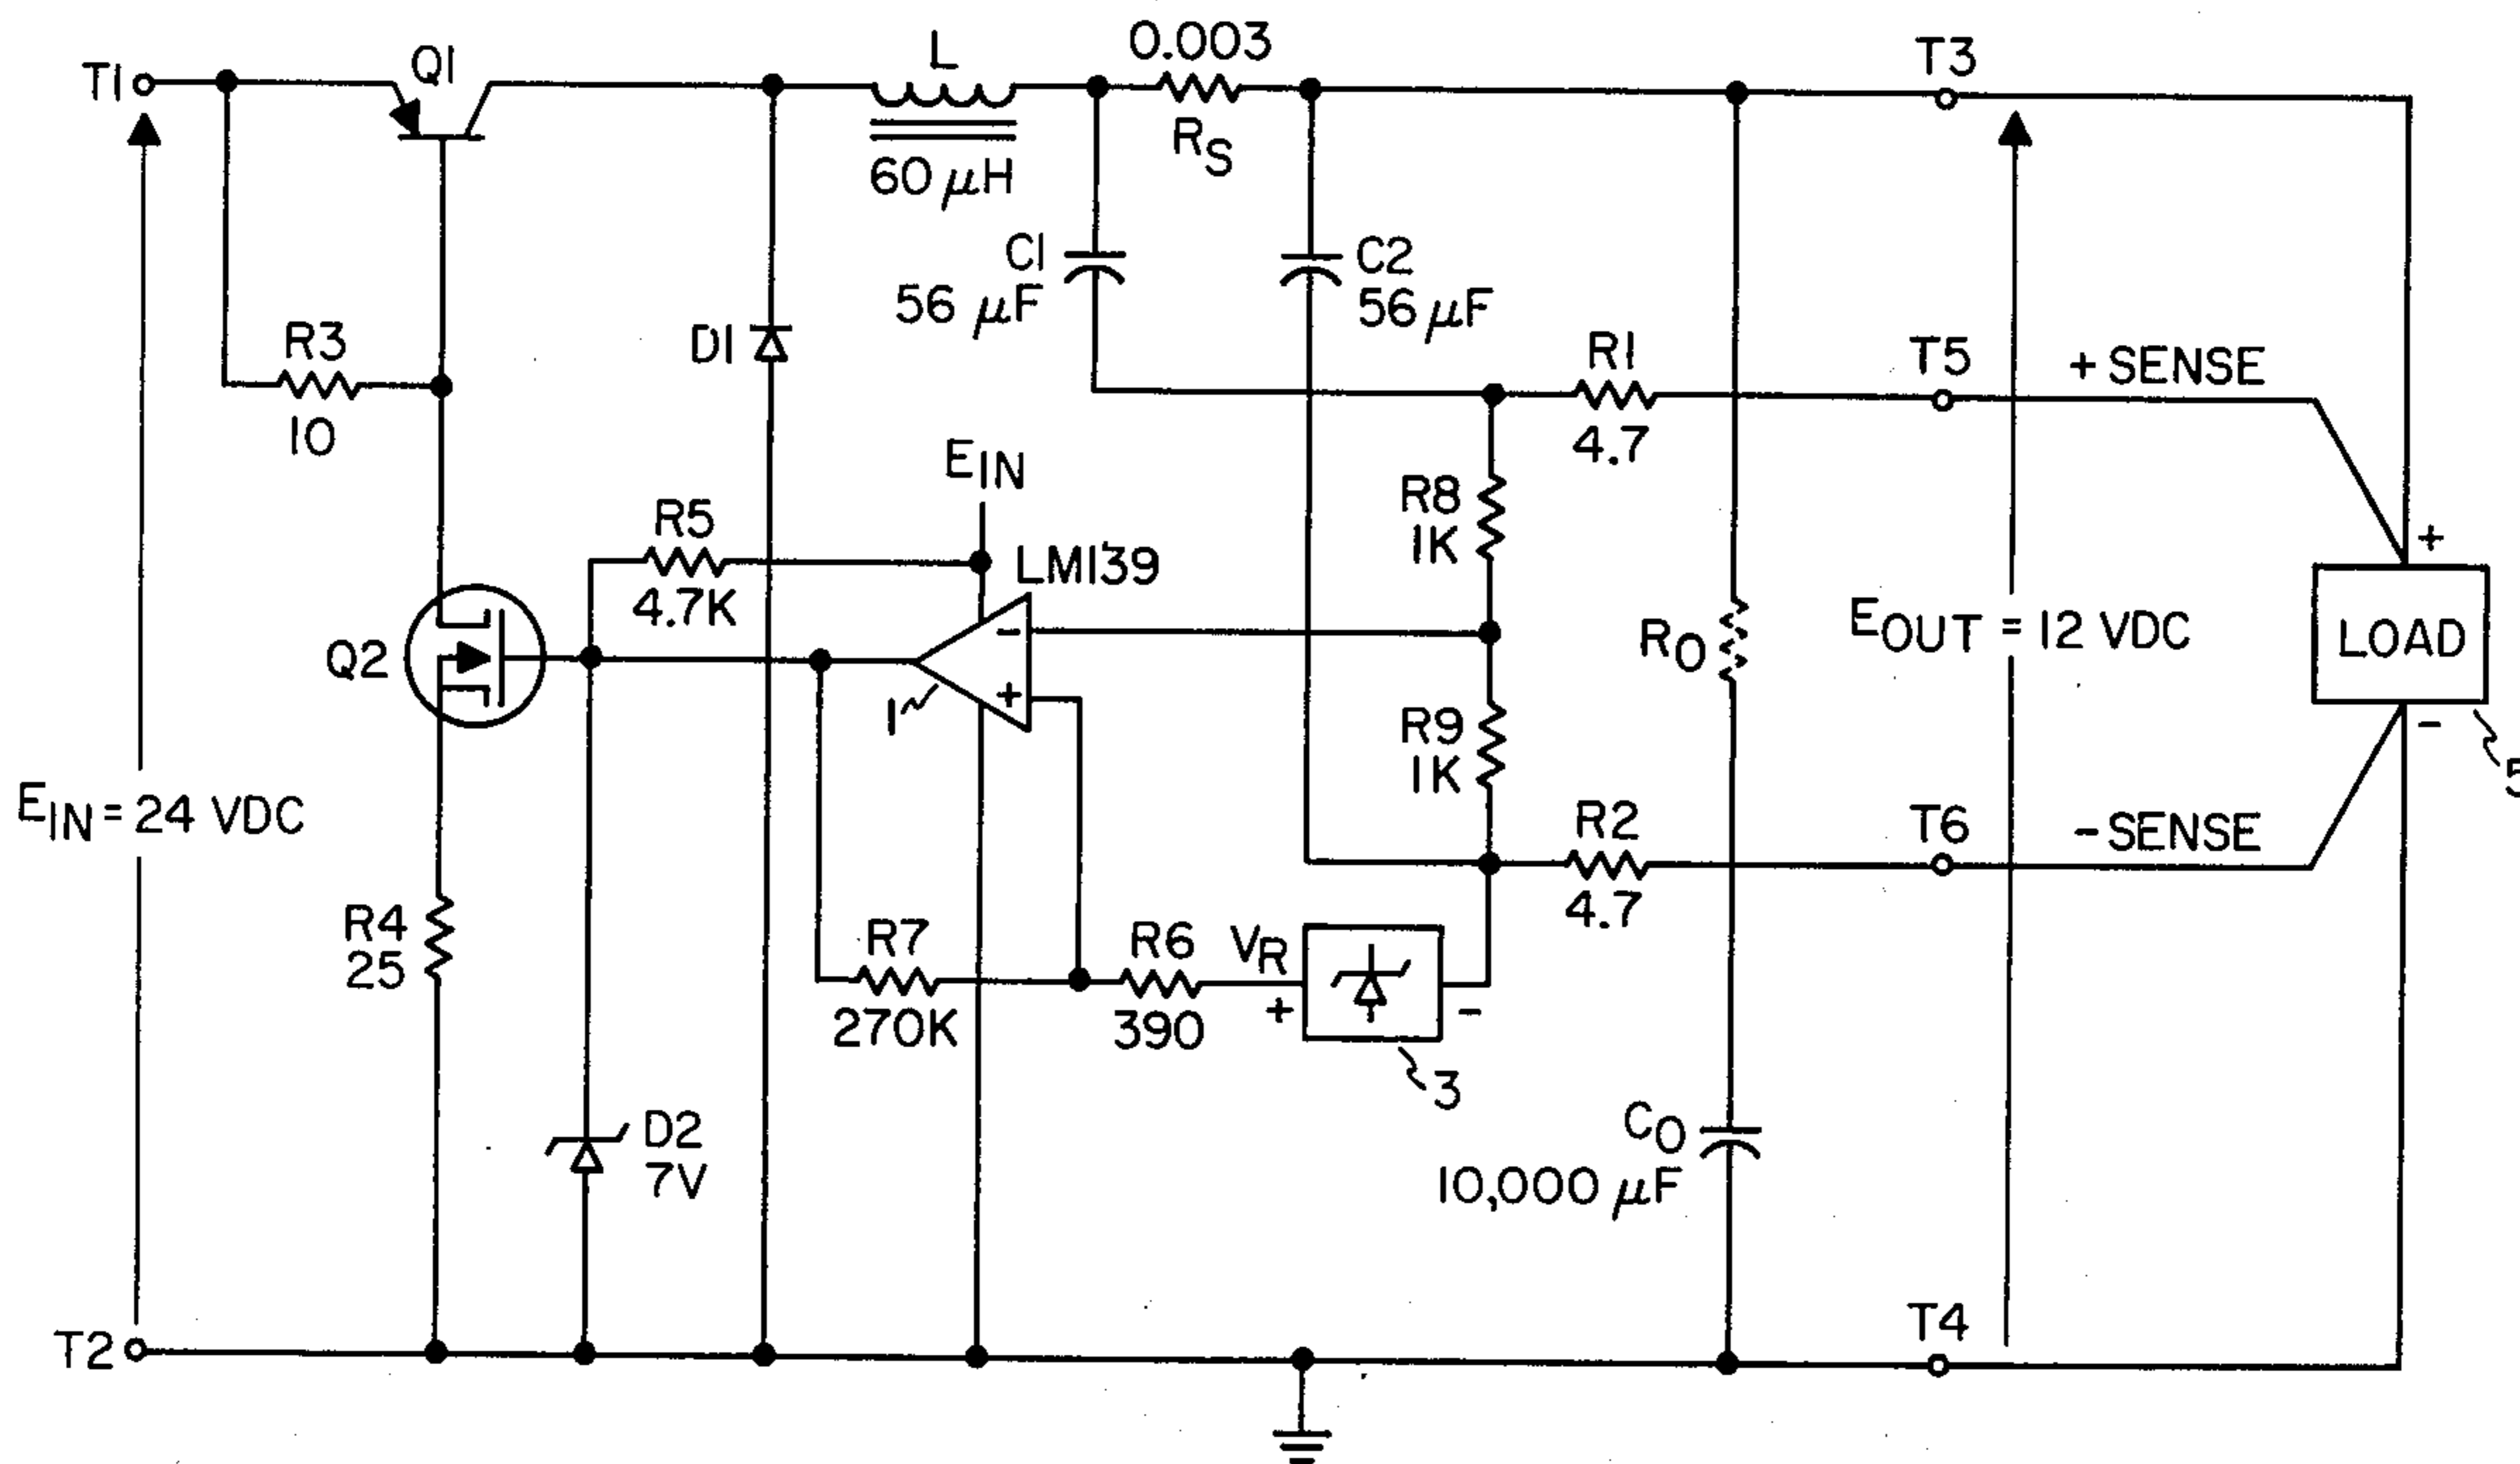 T1
Q1
L
60 µH
0.003
RS
T3
C1
56 µF
C2
56 µF
R3
10
D1
R1
4.7
T5
+ SENSE
EIN
R5
4.7K
LM139
R8
1K
+
-
+
1
Q2
RO
EOUT = 12 VDC
LOAD
-
5
R9
1K
EIN = 24 VDC
R2
4.7
T6
- SENSE
R4
25
R7
270K
R6
390
VR
+
-
3
D2
7V
CO
10,000 µF
T2
T4